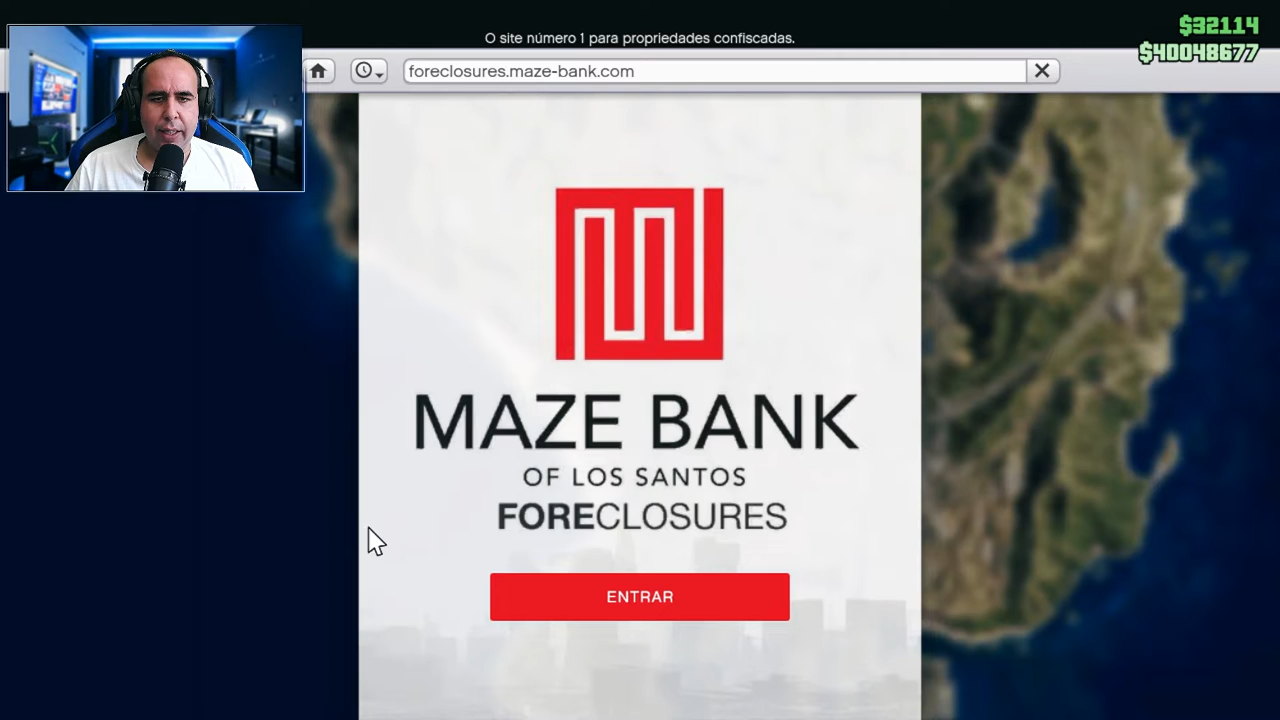 $32114
O site número 1 para propriedades confiscadas.
$40048677
foreclosures.maze-bank.com
MAZE BANK
OF LOS SANTOS
FORECLOSURES
ENTRAR